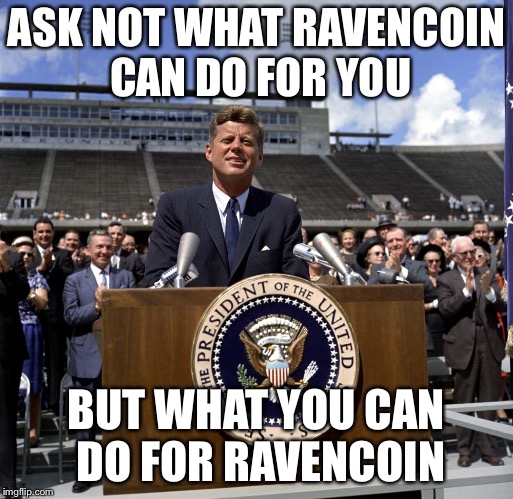 ASK NOT WHAT RAVENCOIN
CAN DO FOR YOU
THE PRESIDENT OF THE UNITED
BUT WHAT YOU CAN
DO FOR RAVENCOIN
imgflip.com